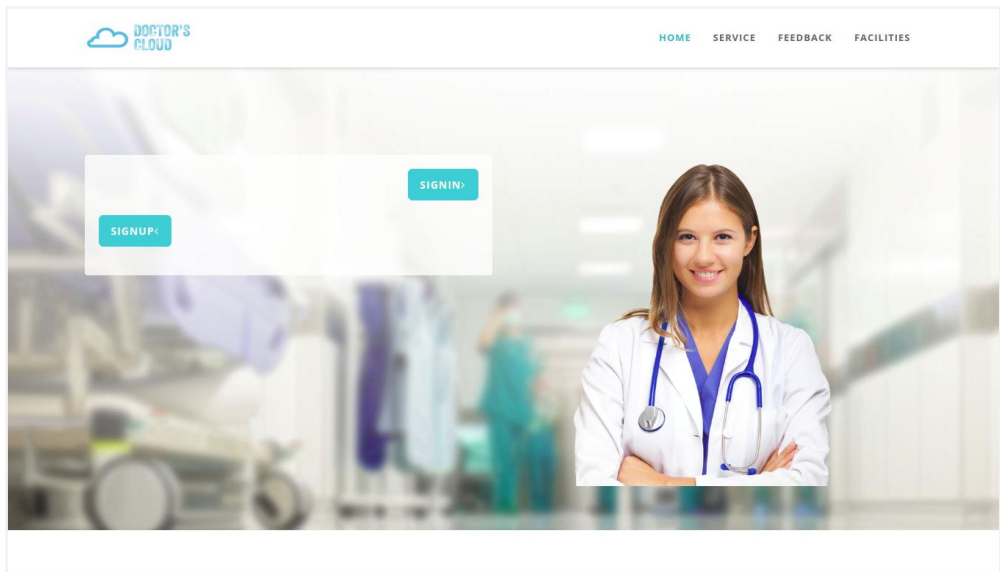 DOCTOR'S
CLOUD
HOME SERVICE FEEDBACK FACILITIES
SIGNIN>
SIGNUP<